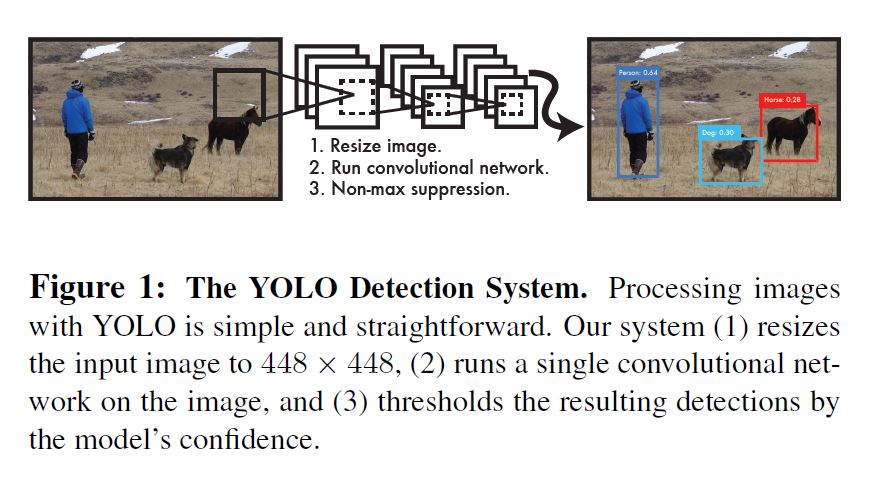 Person: 0.64
Horse: 0.28
Dog: 0.30
1. Resize image.
2. Run convolutional network.
3. Non-max suppression.
Figure 1: The YOLO Detection System. Processing images
with YOLO is simple and straightforward. Our system (1) resizes
the input image to 448 × 448, (2) runs a single convolutional net-
work on the image, and (3) thresholds the resulting detections by
the model's confidence.